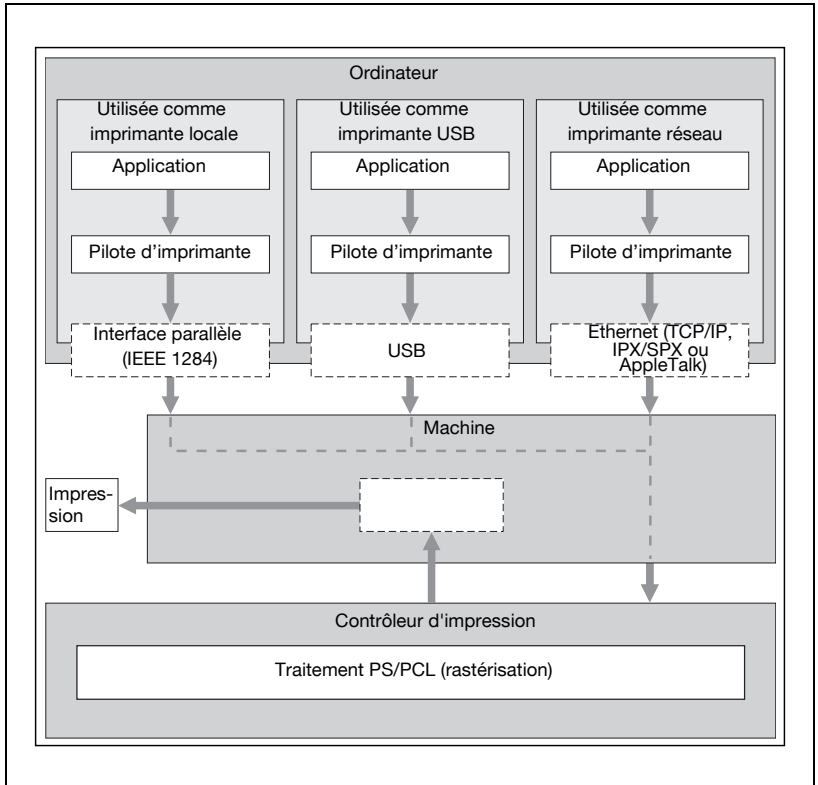 Ordinateur
Utilisée comme
imprimante locale
Application
Pilote d'imprimante
Interface parallèle
(IEEE 1284)
Utilisée comme
imprimante USB
Application
Pilote d'imprimante
USB
Utilisée comme
imprimante réseau
Application
Pilote d'imprimante
Ethernet (TCP/IP,
IPX/SPX ou
AppleTalk)
Machine
Impres-
sion
Contrôleur d'impression
Traitement PS/PCL (rastérisation)